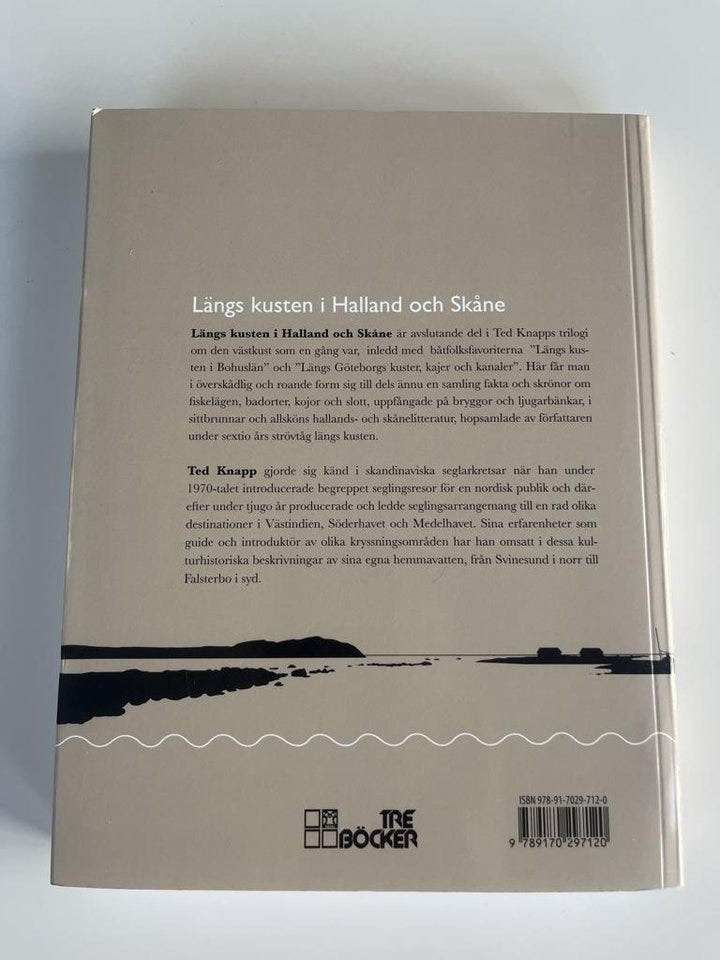 Längs kusten i Halland och Skåne
Längs kusten i Halland och Skåne är avslutande del i Ted Knapps trilogi
om den västkust som en gång var, inledd med båtfolksfavoriterna ”Längs kus-
ten i Bohuslän” och ”Längs Göteborgs kuster, kajer och kanaler”. Här får man
i överskådlig och roande form sig till dels ännu en samling fakta och skrönor om
fiskelägen, badorter, kojor och slott, uppfångade på bryggor och ljugarbänkar, i
sittbrunnar och allsköns hallands- och skånelitteratur, hopsamlade av författaren
under sextio års strövtåg längs kusten.
Ted Knapp gjorde sig känd i skandinaviska seglarkretsar när han under
1970-talet introducerade begreppet seglingsresor för en nordisk publik och där-
efter under tjugo år producerade och ledde seglingsarrangemang till en rad olika
destinationer i Västindien, Söderhavet och Medelhavet. Sina erfarenheter som
guide och introduktör av olika kryssningsområden har han omsatt i dessa kul-
turhistoriska beskrivningar av sina egna hemmavatten, från Svinesund i norr till
Falsterbo i syd.
TRE
BÖCKER
ISBN 978-91-7029-712-0
9 789170 297120